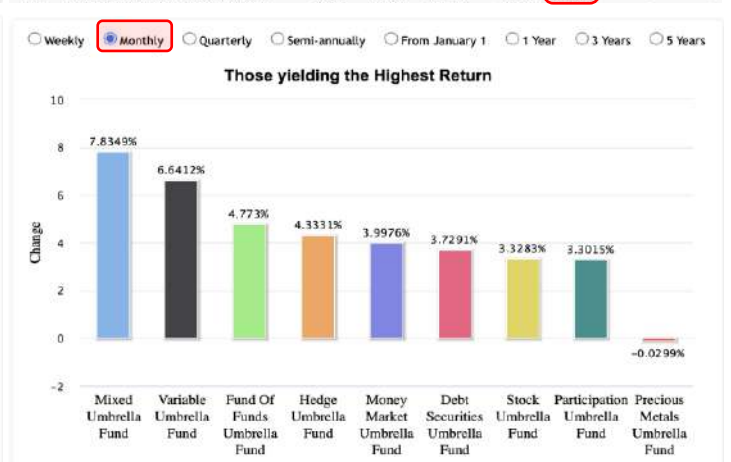 Weekly Monthly Quarterly Semi-annually From January 1 1 Year 3 Years 5 Years
Those yielding the Highest Return
10
8
6
4
2
0
-2
Change
7.8349%
6.6412%
4.773%
4.3331%
3.9976%
3.7291%
3.3283%
3.3015%
-0.0299%
Mixed Umbrella Fund
Variable Umbrella Fund
Fund Of Funds Umbrella Fund
Hedge Umbrella Fund
Money Market Umbrella Fund
Debt Securities Umbrella Fund
Stock Umbrella Fund
Participation Umbrella Fund
Precious Metals Umbrella Fund